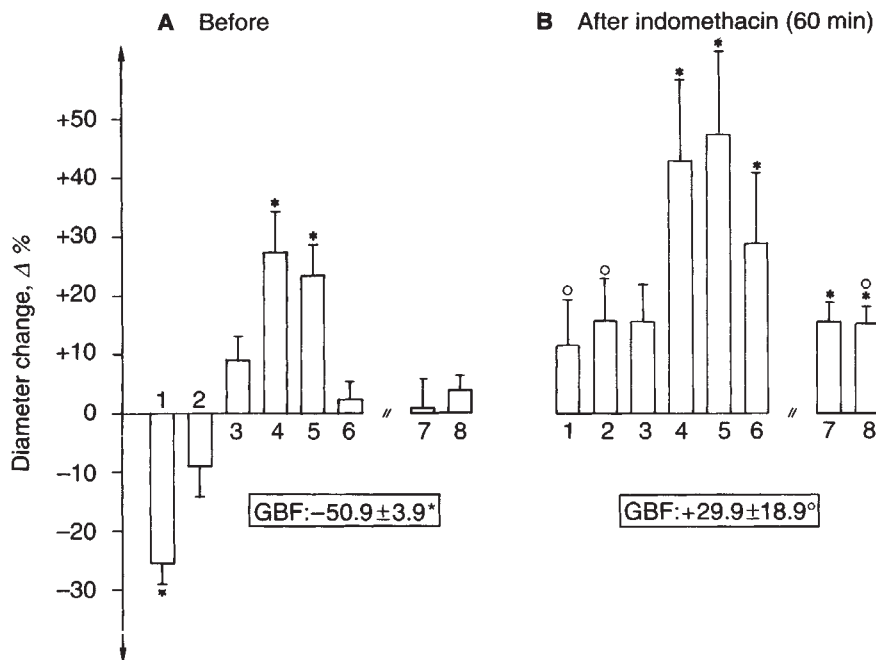 A Before
B After indomethacin (60 min)
Diameter change, Δ %
+50
+40
+30
+20
+10
0
−10
−20
−30
1 2 3 4 5 6 // 7 8
* * *
GBF:−50.9±3.9*
1 2 3 4 5 6 // 7 8
○ ○ * * * * ○ *
GBF:+29.9±18.9°